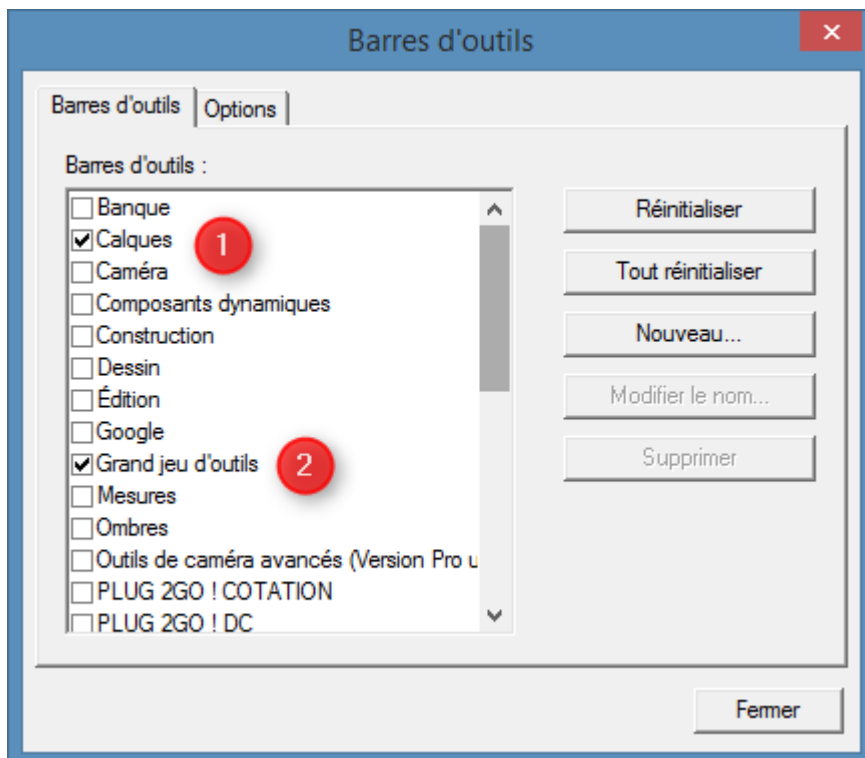 Barres d'outils
Barres d'outils Options
Barres d'outils :
Banque
Calques 1
Caméra
Composants dynamiques
Construction
Dessin
Édition
Google
Grand jeu d'outils 2
Mesures
Ombres
Outils de caméra avancés (Version Pro u
PLUG 2GO ! COTATION
PLUG 2GO ! DC
Réinitialiser
Tout réinitialiser
Nouveau...
Modifier le nom...
Supprimer
Fermer